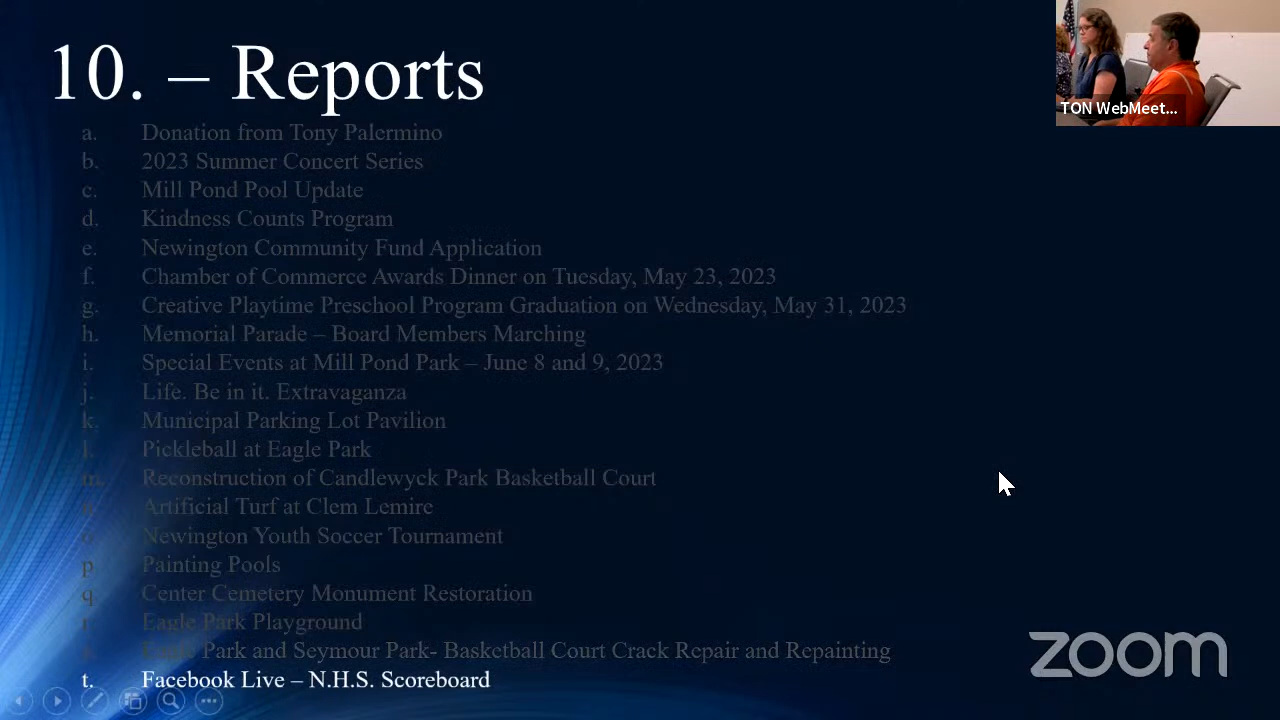 10. – Reports
TON WebMeet...
a. Donation from Tony Palermino
b. 2023 Summer Concert Series
c. Mill Pond Pool Update
d. Kindness Counts Program
e. Newington Community Fund Application
f. Chamber of Commerce Awards Dinner on Tuesday, May 23, 2023
g. Creative Playtime Preschool Program Graduation on Wednesday, May 31, 2023
h. Memorial Parade – Board Members Marching
i. Special Events at Mill Pond Park – June 8 and 9, 2023
j. Life. Be in it. Extravaganza
k. Municipal Parking Lot Pavilion
l. Pickleball at Eagle Park
m. Reconstruction of Candlewyck Park Basketball Court
Artificial Turf at Clem Lemire
o. Newington Youth Soccer Tournament
p. Painting Pools
q. Center Cemetery Monument Restoration
r. Eagle Park Playground
Eagle Park and Seymour Park- Basketball Court Crack Repair and Repainting
t. Facebook Live – N.H.S. Scoreboard
zoom